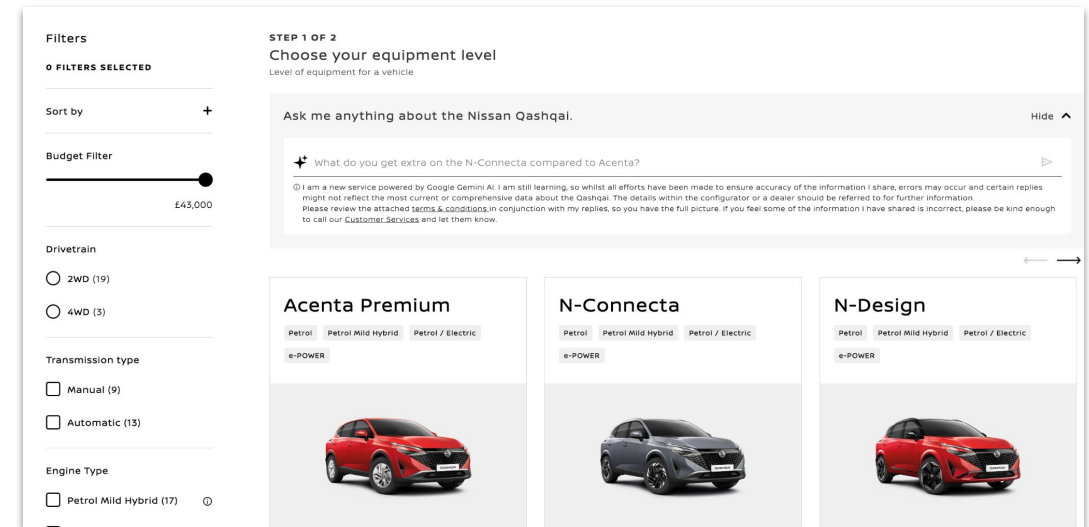 Filters
0 FILTERS SELECTED
Sort by
Budget Filter
£43,000
Drivetrain
2WD (19)
4WD (3)
Transmission type
Manual (9)
Automatic (13)
Engine Type
Petrol Mild Hybrid (17)
STEP 1 OF 2
Choose your equipment level
Level of equipment for a vehicle
Ask me anything about the Nissan Qashqai.
Hide
What do you get extra on the N-Connecta compared to Acenta?
I am a new service powered by Google Gemini AI. I am still learning, so whilst all efforts have been made to ensure accuracy of the information I share, errors may occur and certain replies
might not reflect the most current or comprehensive data about the Qashqai. The details within the configurator or a dealer should be referred to for further information.
Please review the attached terms & conditions in conjunction with my replies, so you have the full picture. If you feel some of the information I have shared is incorrect, please be kind enough
to call our Customer Services and let them know.
Acenta Premium
Petrol Petrol Mild Hybrid Petrol / Electric
e-POWER
N-Connecta
Petrol Petrol Mild Hybrid Petrol / Electric
e-POWER
N-Design
Petrol Petrol Mild Hybrid Petrol / Electric
e-POWER